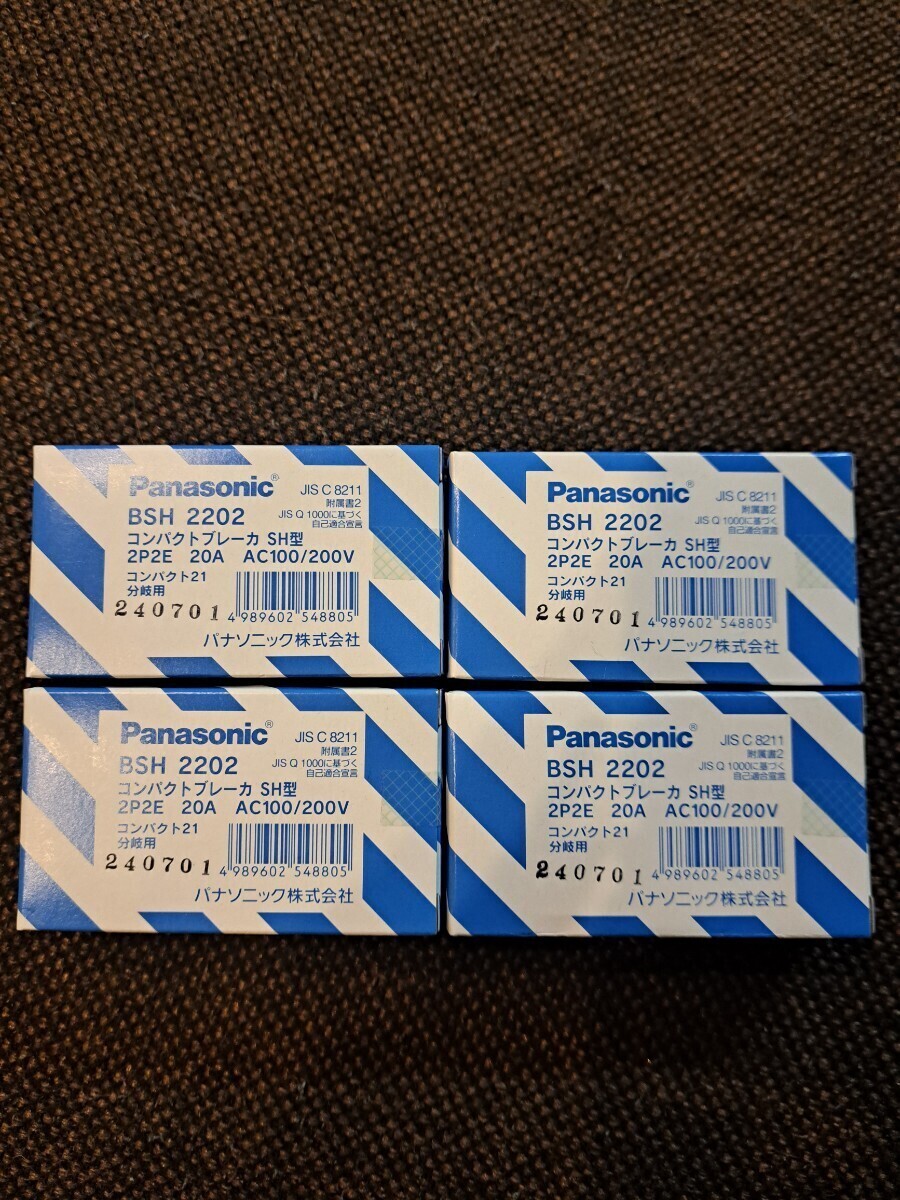 Panasonic®
JIS C 8211
附属書2
BSH 2202
JIS Q 1000に基づく
自己適合宣言
コンパクトブレーカ SH型
2P2E 20A AC100/200V
コンパクト21
分岐用
240701
4 989602 548805
パナソニック株式会社
Panasonic®
JIS C 8211
附属書2
BSH 2202
JIS Q 1000に基づく
自己適合宣言
コンパクトブレーカ SH型
2P2E 20A AC100/200V
コンパクト21
分岐用
240701
4 989602 548805
パナソニック株式会社
Panasonic®
JIS C 8211
附属書2
BSH 2202
JIS Q 1000に基づく
自己適合宣言
コンパクトブレーカ SH型
2P2E 20A AC100/200V
コンパクト21
分岐用
240701
4 989602 548805
パナソニック株式会社
Panasonic®
JIS C 8211
附属書2
BSH 2202
JIS Q 1000に基づく
自己適合宣言
コンパクトブレーカ SH型
2P2E 20A AC100/200V
コンパクト21
分岐用
240701
4 989602 548805
パナソニック株式会社